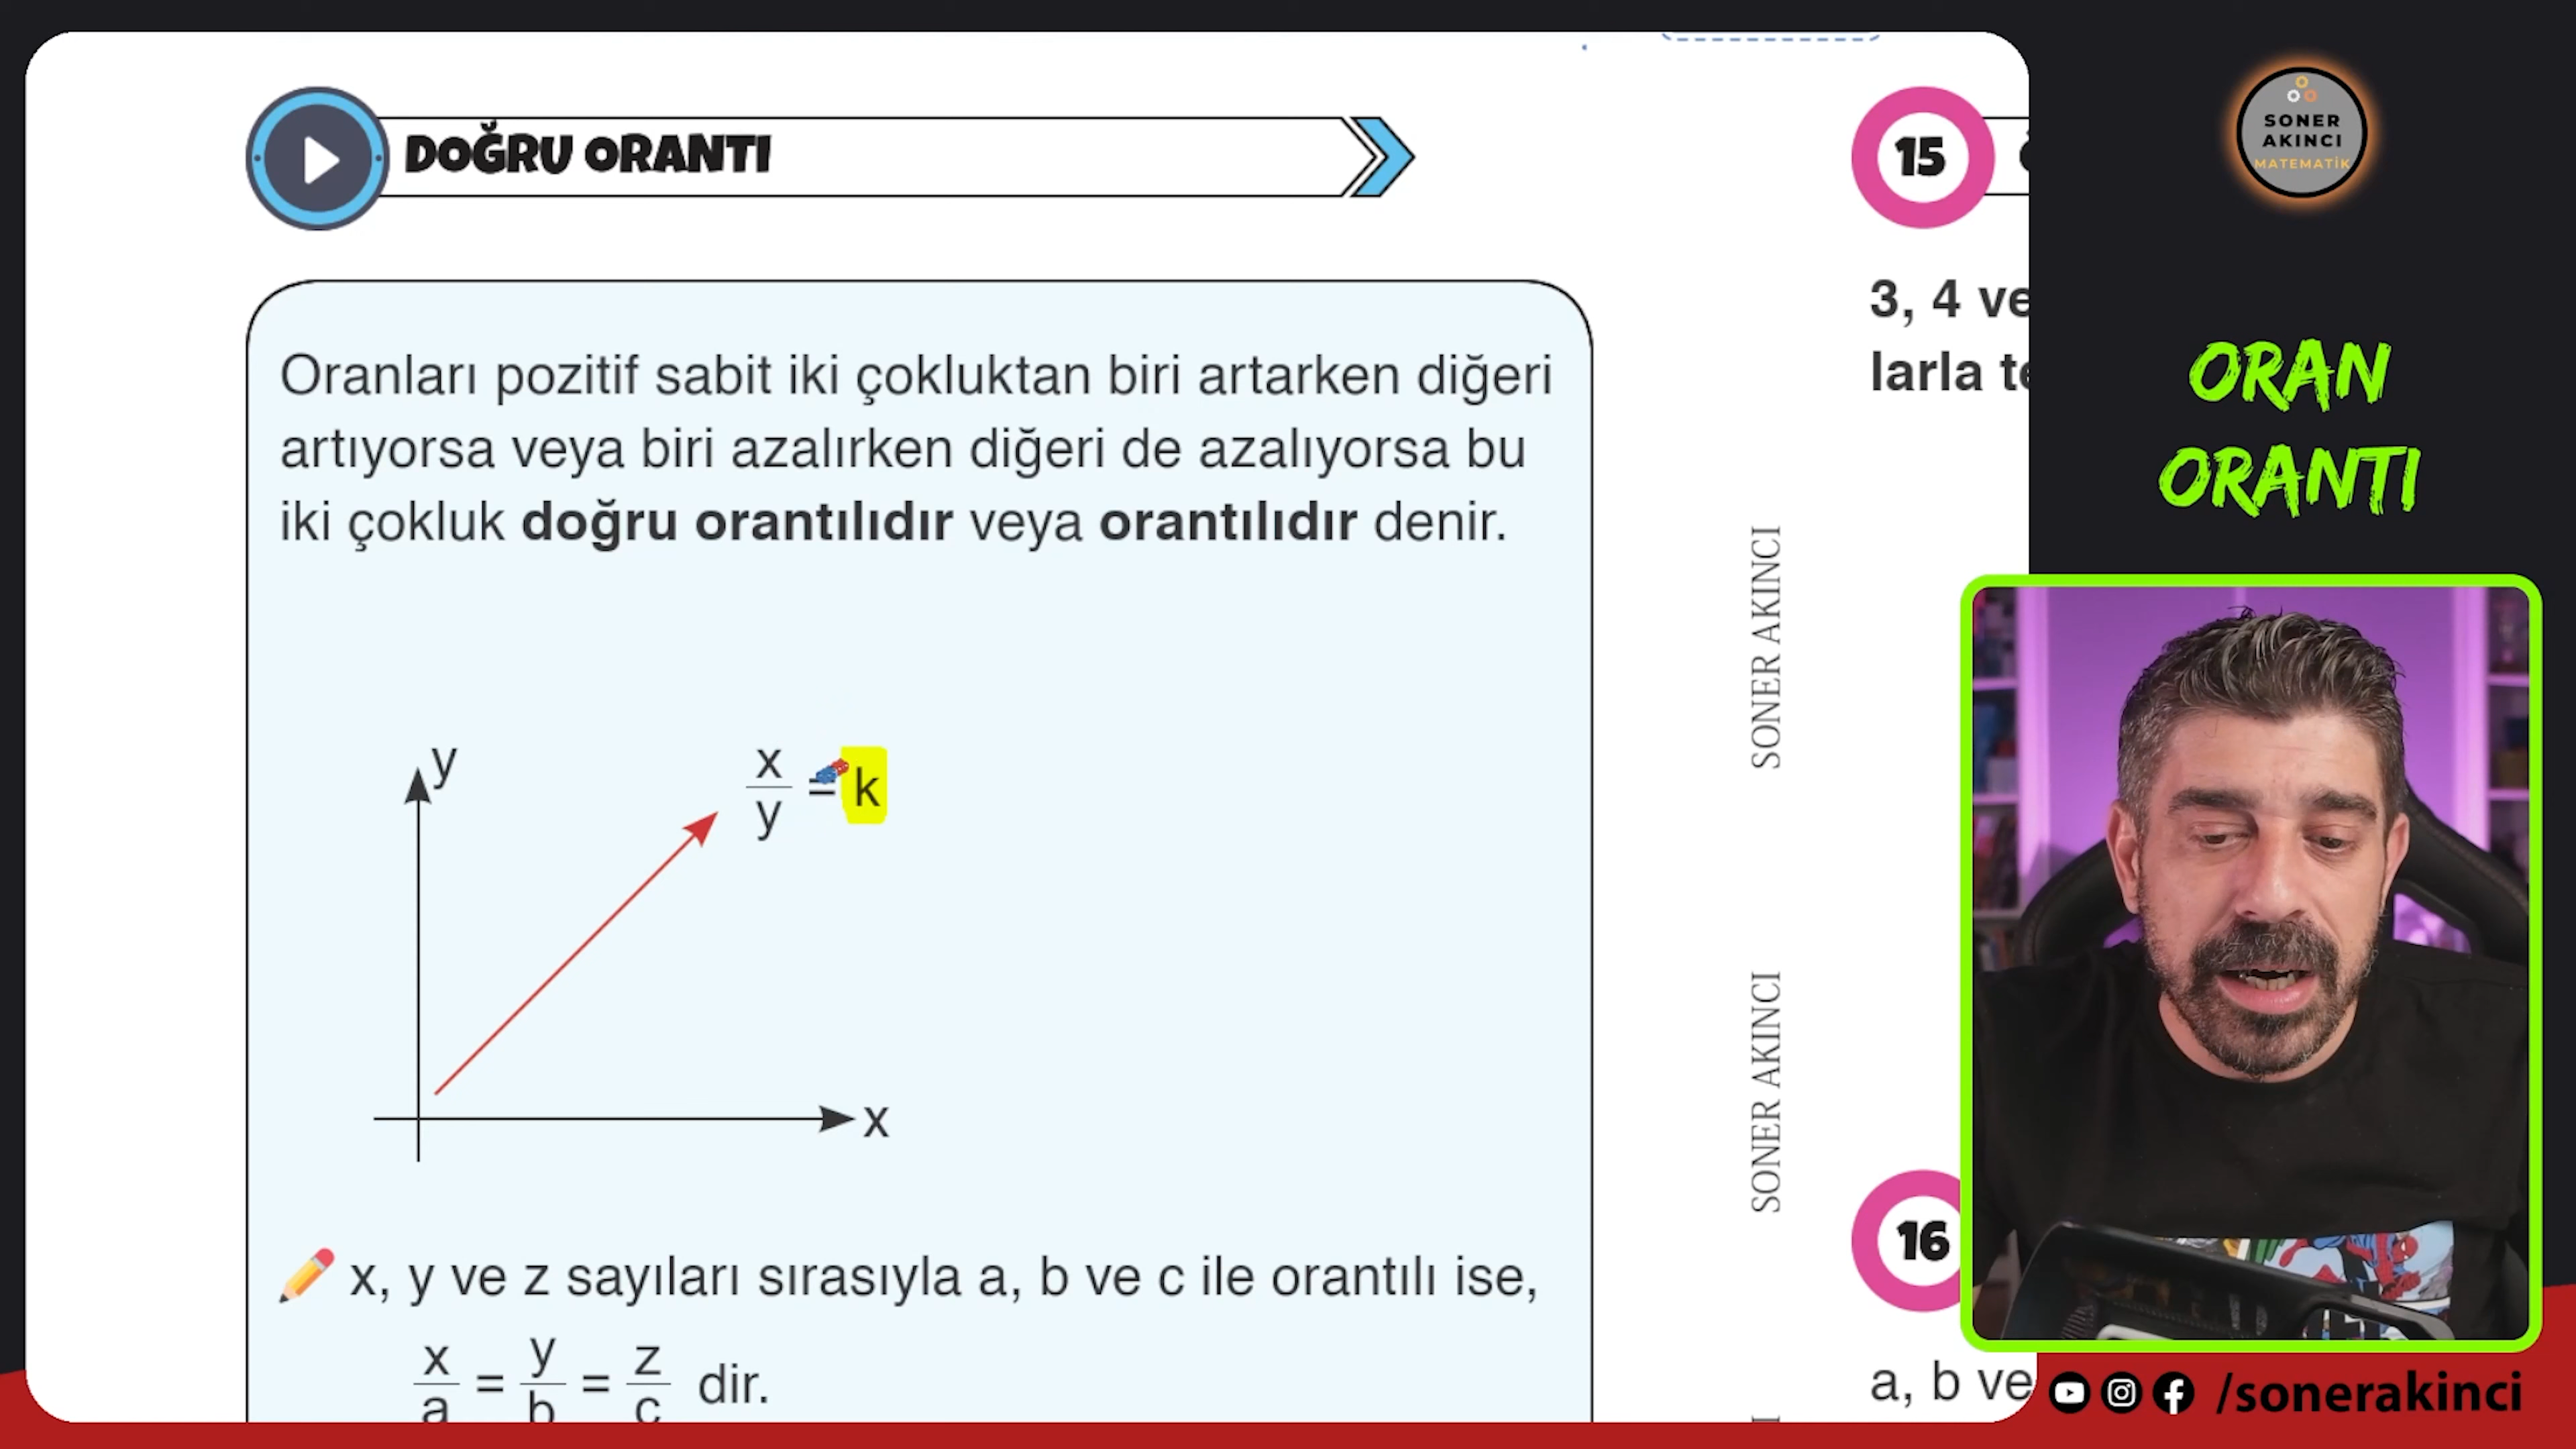 DOĞRU ORANTI
Oranları pozitif sabit iki çokluktan biri artarken diğeri
artıyorsa veya biri azalırken diğeri de azalıyorsa bu
iki çokluk doğru orantılıdır veya orantılıdır denir.
y
x/y = k
x
x, y ve z sayıları sırasıyla a, b ve c ile orantılı ise,
x/a = y/b = z/c dir.
SONER AKINCI
SONER AKINCI
15
3, 4 ve
larla te
16
a, b ve
SONER
AKINCI
MATEMATİK
ORAN
ORANTI
/sonerakinci